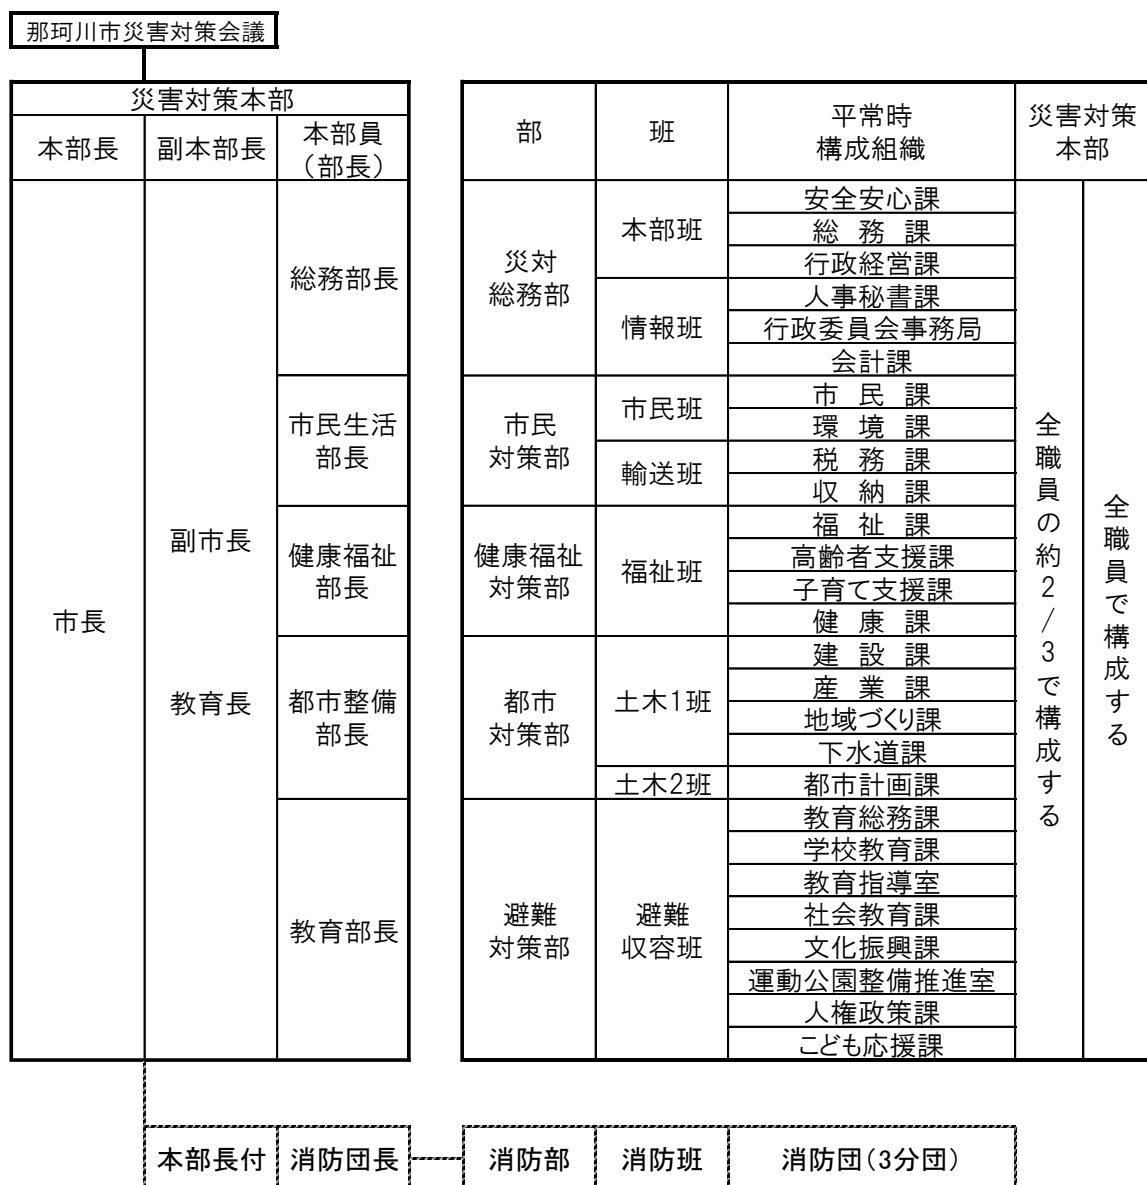 那珂川市災害対策会議
災害対策本部
本部長 副本部長 本部員
（部長）
市長
副市長
教育長
総務部長
市民生活
部長
健康福祉
部長
都市整備
部長
教育部長
部 班 平常時
構成組織
災害対策
本部
災対
総務部
本部班
安全安心課
総務課
行政経営課
情報班
人事秘書課
行政委員会事務局
会計課
市民
対策部
市民班
市民課
環境課
輸送班
税務課
収納課
健康福祉
対策部
福祉班
福祉課
高齢者支援課
子育て支援課
健康課
都市
対策部
土木1班
建設課
産業課
地域づくり課
下水道課
土木2班
都市計画課
避難
対策部
避難
収容班
教育総務課
学校教育課
教育指導室
社会教育課
文化振興課
運動公園整備推進室
人権政策課
こども応援課
全職員の約2/3で構成する
全職員で構成する
本部長付 消防団長 消防部 消防班 消防団（3分団）